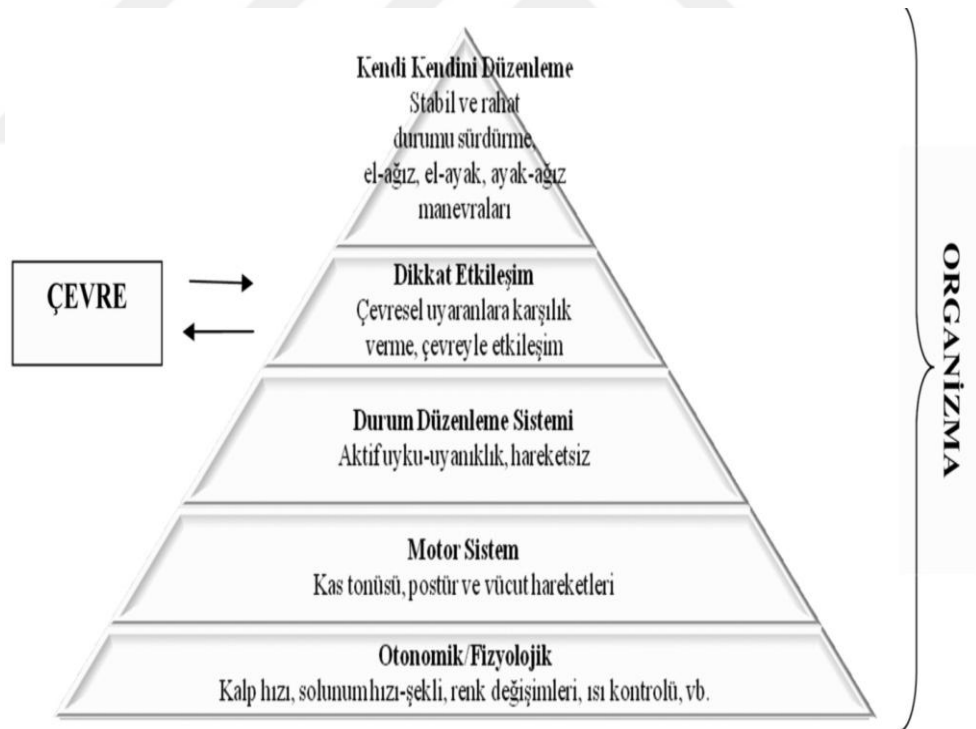 Kendi Kendini Düzenleme
Stabil ve rahat
durumu sürdürme,
el-ağız, el-ayak, ayak-ağız
manevraları
ÇEVRE
Dikkat Etkileşim
Çevresel uyaranlara karşılık
verme, çevreyle etkileşim
Durum Düzenleme Sistemi
Aktif uyku-uyanıklık, hareketsiz
Motor Sistem
Kas tonüsü, postür ve vücut hareketleri
Otonomik/Fizyolojik
Kalp hızı, solunum hızı-şekli, renk değişimleri, ısı kontrolü, vb.
ORGANİZMA